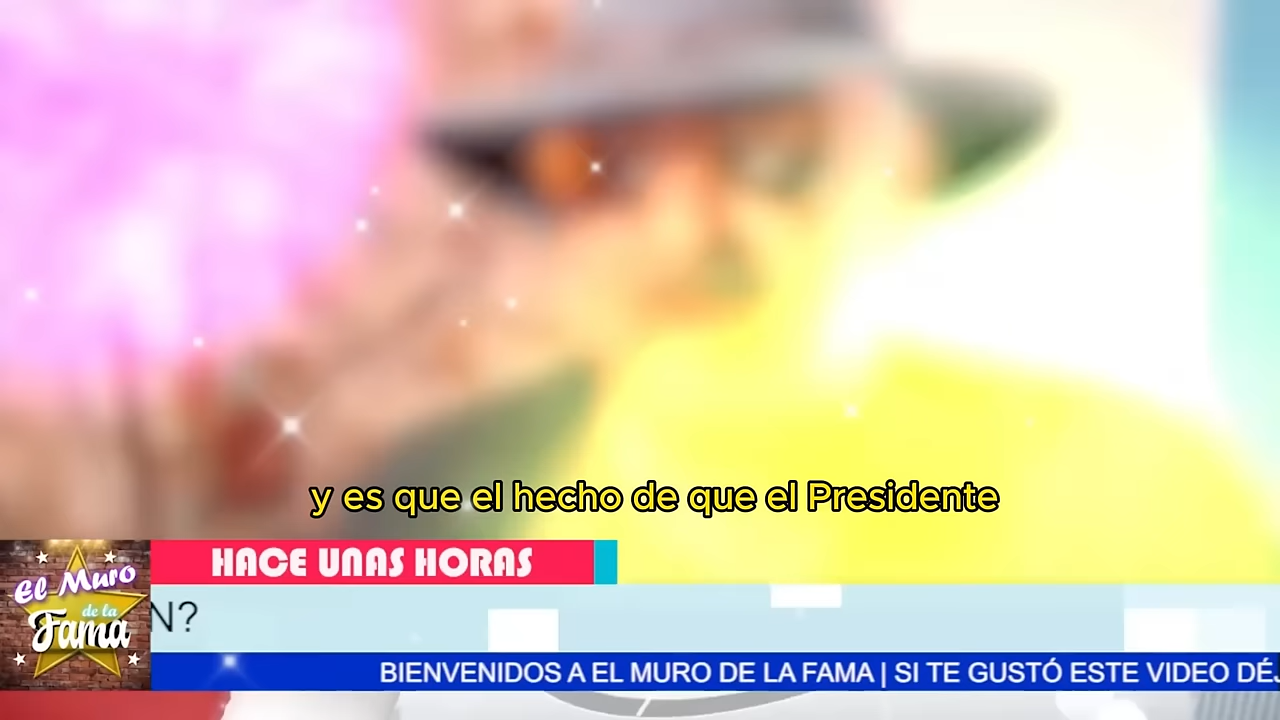 y es que el hecho de que el Presidente
HACE UNAS HORAS
El Muro
de la
Fama
N?
BIENVENIDOS A EL MURO DE LA FAMA | SI TE GUSTÓ ESTE VIDEO DÉJ